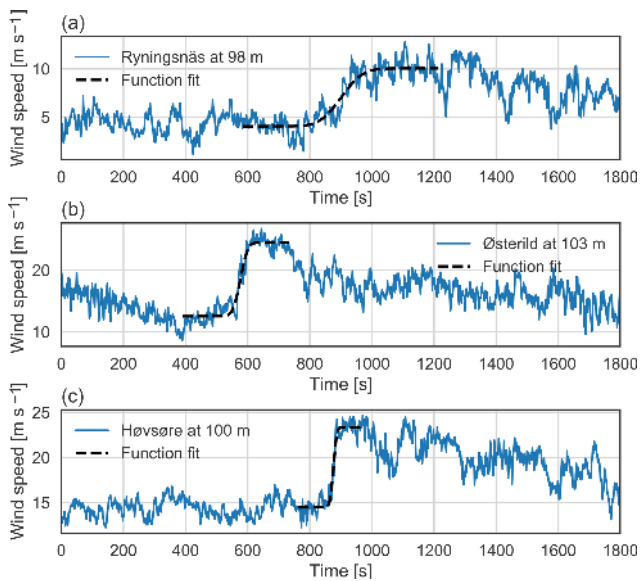 (a)
Wind speed [m s⁻¹]
10
5
Ryningsnäs at 98 m
Function fit
0 200 400 600 800 1000 1200 1400 1600 1800
Time [s]
(b)
Wind speed [m s⁻¹]
20
10
Østerild at 103 m
Function fit
0 200 400 600 800 1000 1200 1400 1600 1800
Time [s]
(c)
Wind speed [m s⁻¹]
25
20
15
Høvsøre at 100 m
Function fit
0 200 400 600 800 1000 1200 1400 1600 1800
Time [s]